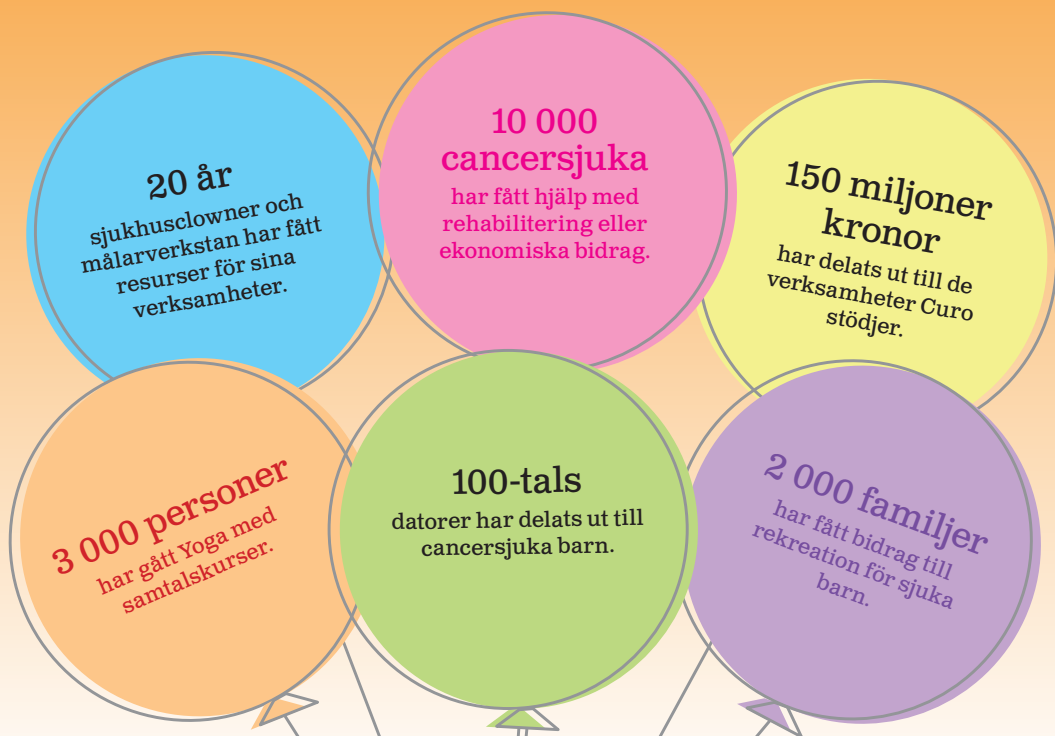 20 år
sjukhusclowner och
målarverkstan har fått
resurser för sina
verksamheter.
10 000
cancersjuka
har fått hjälp med
rehabilitering eller
ekonomiska bidrag.
150 miljoner
kronor
har delats ut till de
verksamheter Curo
stödjer.
3 000 personer
har gått Yoga med
samtalskurser.
100-tals
datorer har delats ut till
cancersjuka barn.
2 000 familjer
har fått bidrag till
rekreation för sjuka
barn.